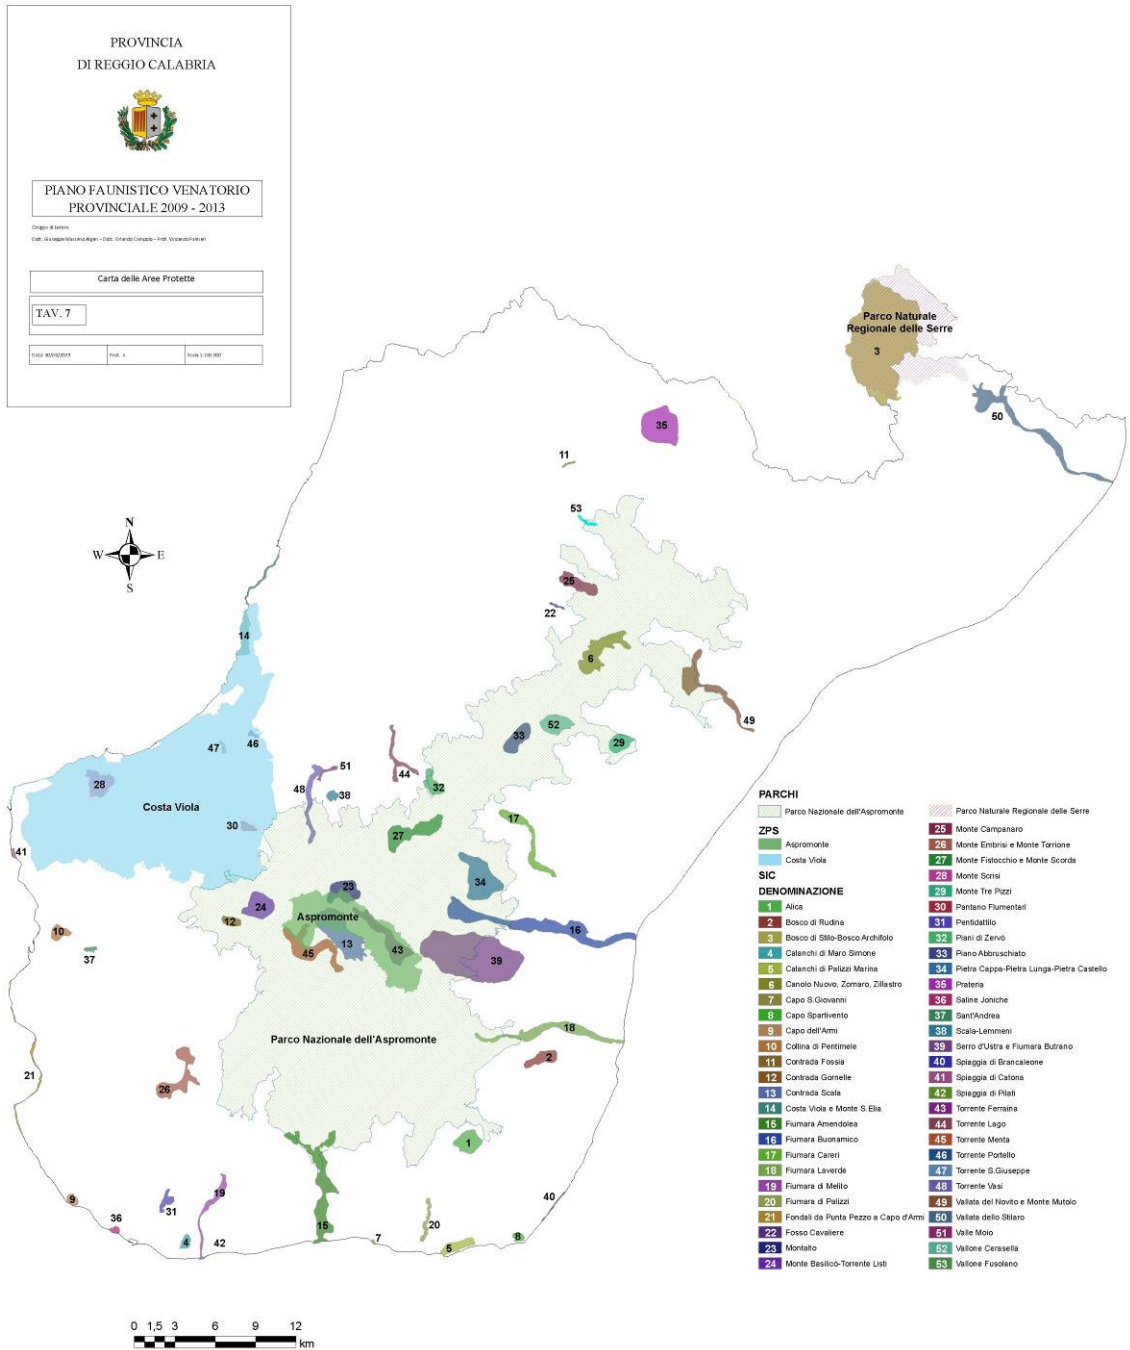 PROVINCIA
DI REGGIO CALABRIA
PIANO FAUNISTICO VENATORIO
PROVINCIALE 2009 - 2013
Carta delle Aree Protette
TAV. 7
Parco Naturale
Regionale delle Serre
3
50
35
11
53
N
W E
S
25
22
14
6
49
47
46
52
33
29
51
44
28
48
38
32
Costa Viola
30
27
17
41
34
23
24
Aspromonte
12
16
10
13
43
45
39
37
18
Parco Nazionale dell'Aspromonte
2
21
26
1
19
9
31
40
36
15
20
4
42
7
5
8
0 1,5 3 6 9 12
km
PARCHI
Parco Nazionale dell'Aspromonte
ZPS
Aspromonte
Costa Viola
SIC
DENOMINAZIONE
1 Alica
2 Bosco di Rudina
3 Bosco di Stilo-Bosco Archifolo
4 Calanchi di Maro Simone
5 Calanchi di Palizzi Marina
6 Canolo Nuovo, Zomaro, Zillastro
7 Capo S.Giovanni
8 Capo Spartivento
9 Capo dell'Armi
10 Collina di Pentimele
11 Contrada Fossia
12 Contrada Gornelle
13 Contrada Scala
14 Costa Viola e Monte S.Elia
15 Fiumara Amendolea
16 Fiumara Buonamico
17 Fiumara Careri
18 Fiumara Laverde
19 Fiumara di Melito
20 Fiumara di Palizzi
21 Fondali da Punta Pezzo a Capo d'Armi
22 Fosso Cavaliere
23 Montalto
24 Monte Basilicò-Torrente Listi
Parco Naturale Regionale delle Serre
25 Monte Campanaro
26 Monte Embrisi e Monte Torrione
27 Monte Fistocchio e Monte Scorda
28 Monte Scrisi
29 Monte Tre Pizzi
30 Pantano Flumentari
31 Pentidattilo
32 Piani di Zervò
33 Piano Abbruschiato
34 Pietra Cappa-Pietra Lunga-Pietra Castello
35 Prateria
36 Saline Joniche
37 Sant'Andrea
38 Scala-Lemmeni
39 Serro d'Ustra e Fiumara Butrano
40 Spiaggia di Brancaleone
41 Spiaggia di Catona
42 Spiaggia di Pilati
43 Torrente Ferraina
44 Torrente Lago
45 Torrente Menta
46 Torrente Portello
47 Torrente S.Giuseppe
48 Torrente Vasi
49 Vallata del Novito e Monte Mutolo
50 Vallata dello Stilaro
51 Valle Moio
52 Vallone Cerasella
53 Vallone Fusolano